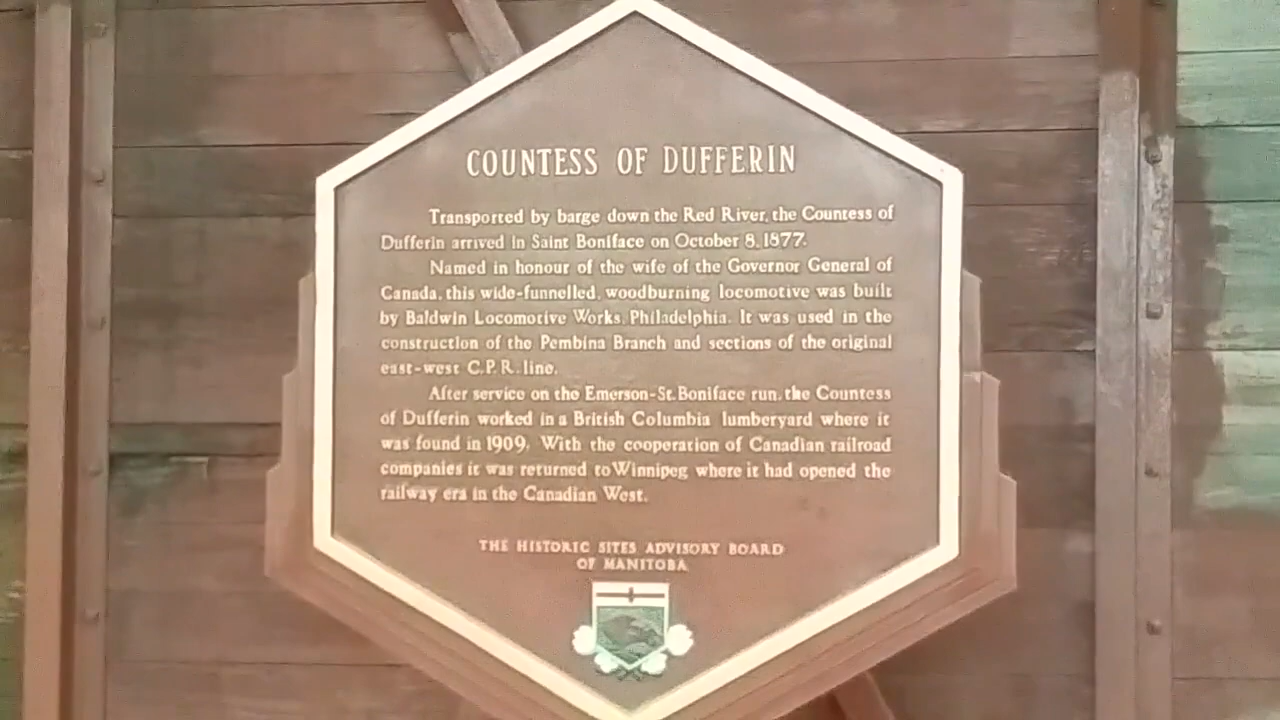 COUNTESS OF DUFFERIN
Transported by barge down the Red River, the Countess of
Dufferin arrived in Saint Boniface on October 8, 1877.
Named in honour of the wife of the Governor General of
Canada, this wide-funnelled, woodburning locomotive was built
by Baldwin Locomotive Works, Philadelphia. It was used in the
construction of the Pembina Branch and sections of the original
east-west C.P.R. line.
After service on the Emerson-St. Boniface run, the Countess
of Dufferin worked in a British Columbia lumberyard where it
was found in 1909. With the cooperation of Canadian railroad
companies it was returned to Winnipeg where it had opened the
railway era in the Canadian West.
THE HISTORIC SITES ADVISORY BOARD
OF MANITOBA